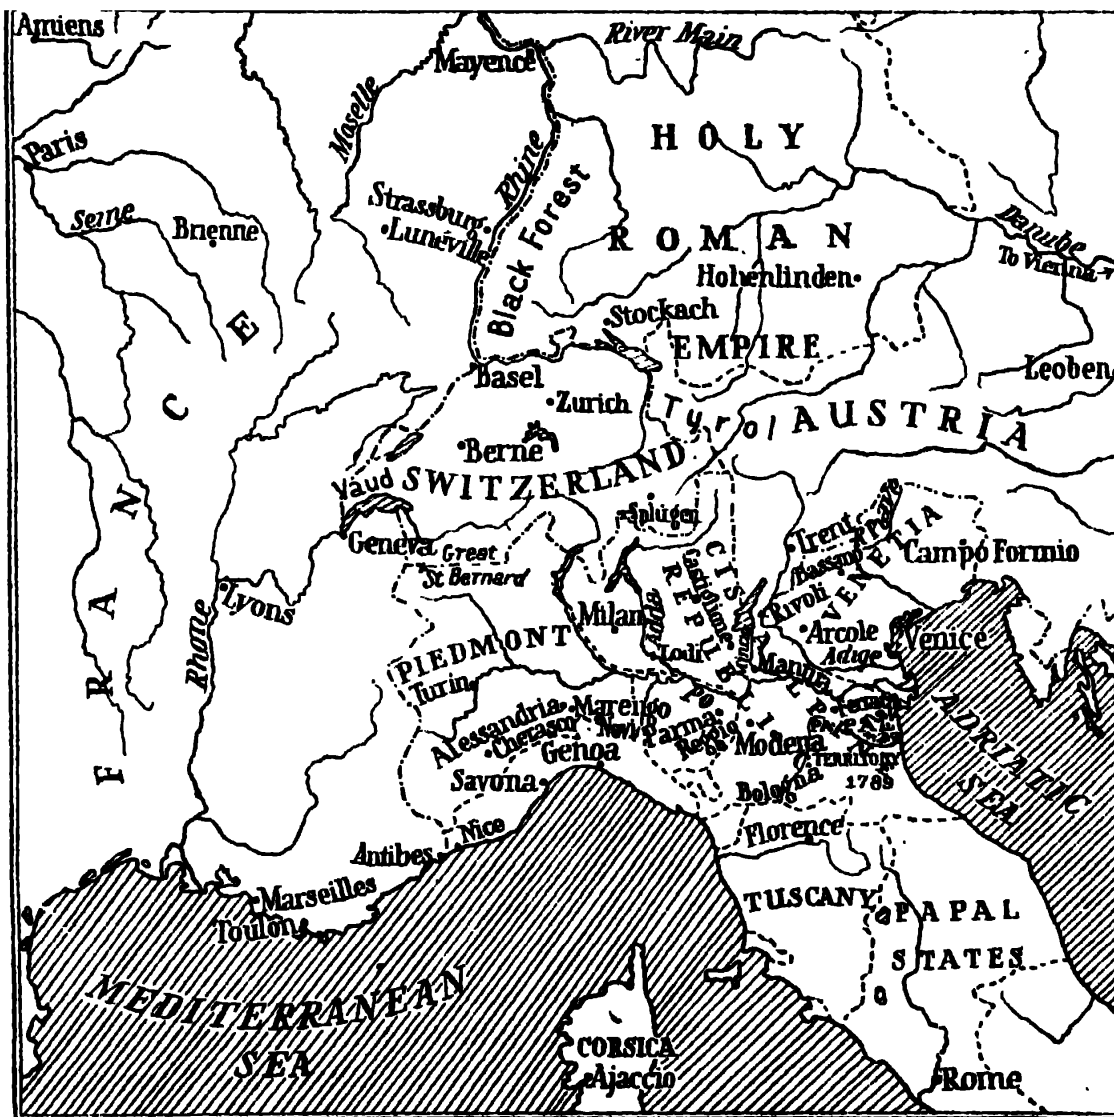 Amiens
Mayence
River Main
Moselle
Paris
HOLY
Rhine
Seine
Brienne
Strassburg
Lunéville
Black Forest
ROMAN
Danube
To Vienna
Hohenlinden
Stockach
EMPIRE
Basel
Leoben
Zurich
Tyrol
AUSTRIA
Berne
Vaud
SWITZERLAND
FRANCE
Splügen
Geneva
Great
St Bernard
Trent
Bassano
R Piave
VENETIA
Campo Formio
CISALPINE
REPUBLIC
Castiglione
Lyons
Rhone
Milan
Adda
Rivoli
Arcole
Adige
Venice
PIEDMONT
Turin
Lodi
Lonato
Mantua
Po
Alessandria
Marengo
Cherasco
Novi
Parma
Reggio
Modena
Ferrara
TERRITORY
1789
Genoa
Savona
Bologna
Florence
ADRIATIC
SEA
Nice
Antibes
Marseilles
Toulon
TUSCANY
PAPAL
STATES
MEDITERRANEAN
SEA
CORSICA
Ajaccio
Rome